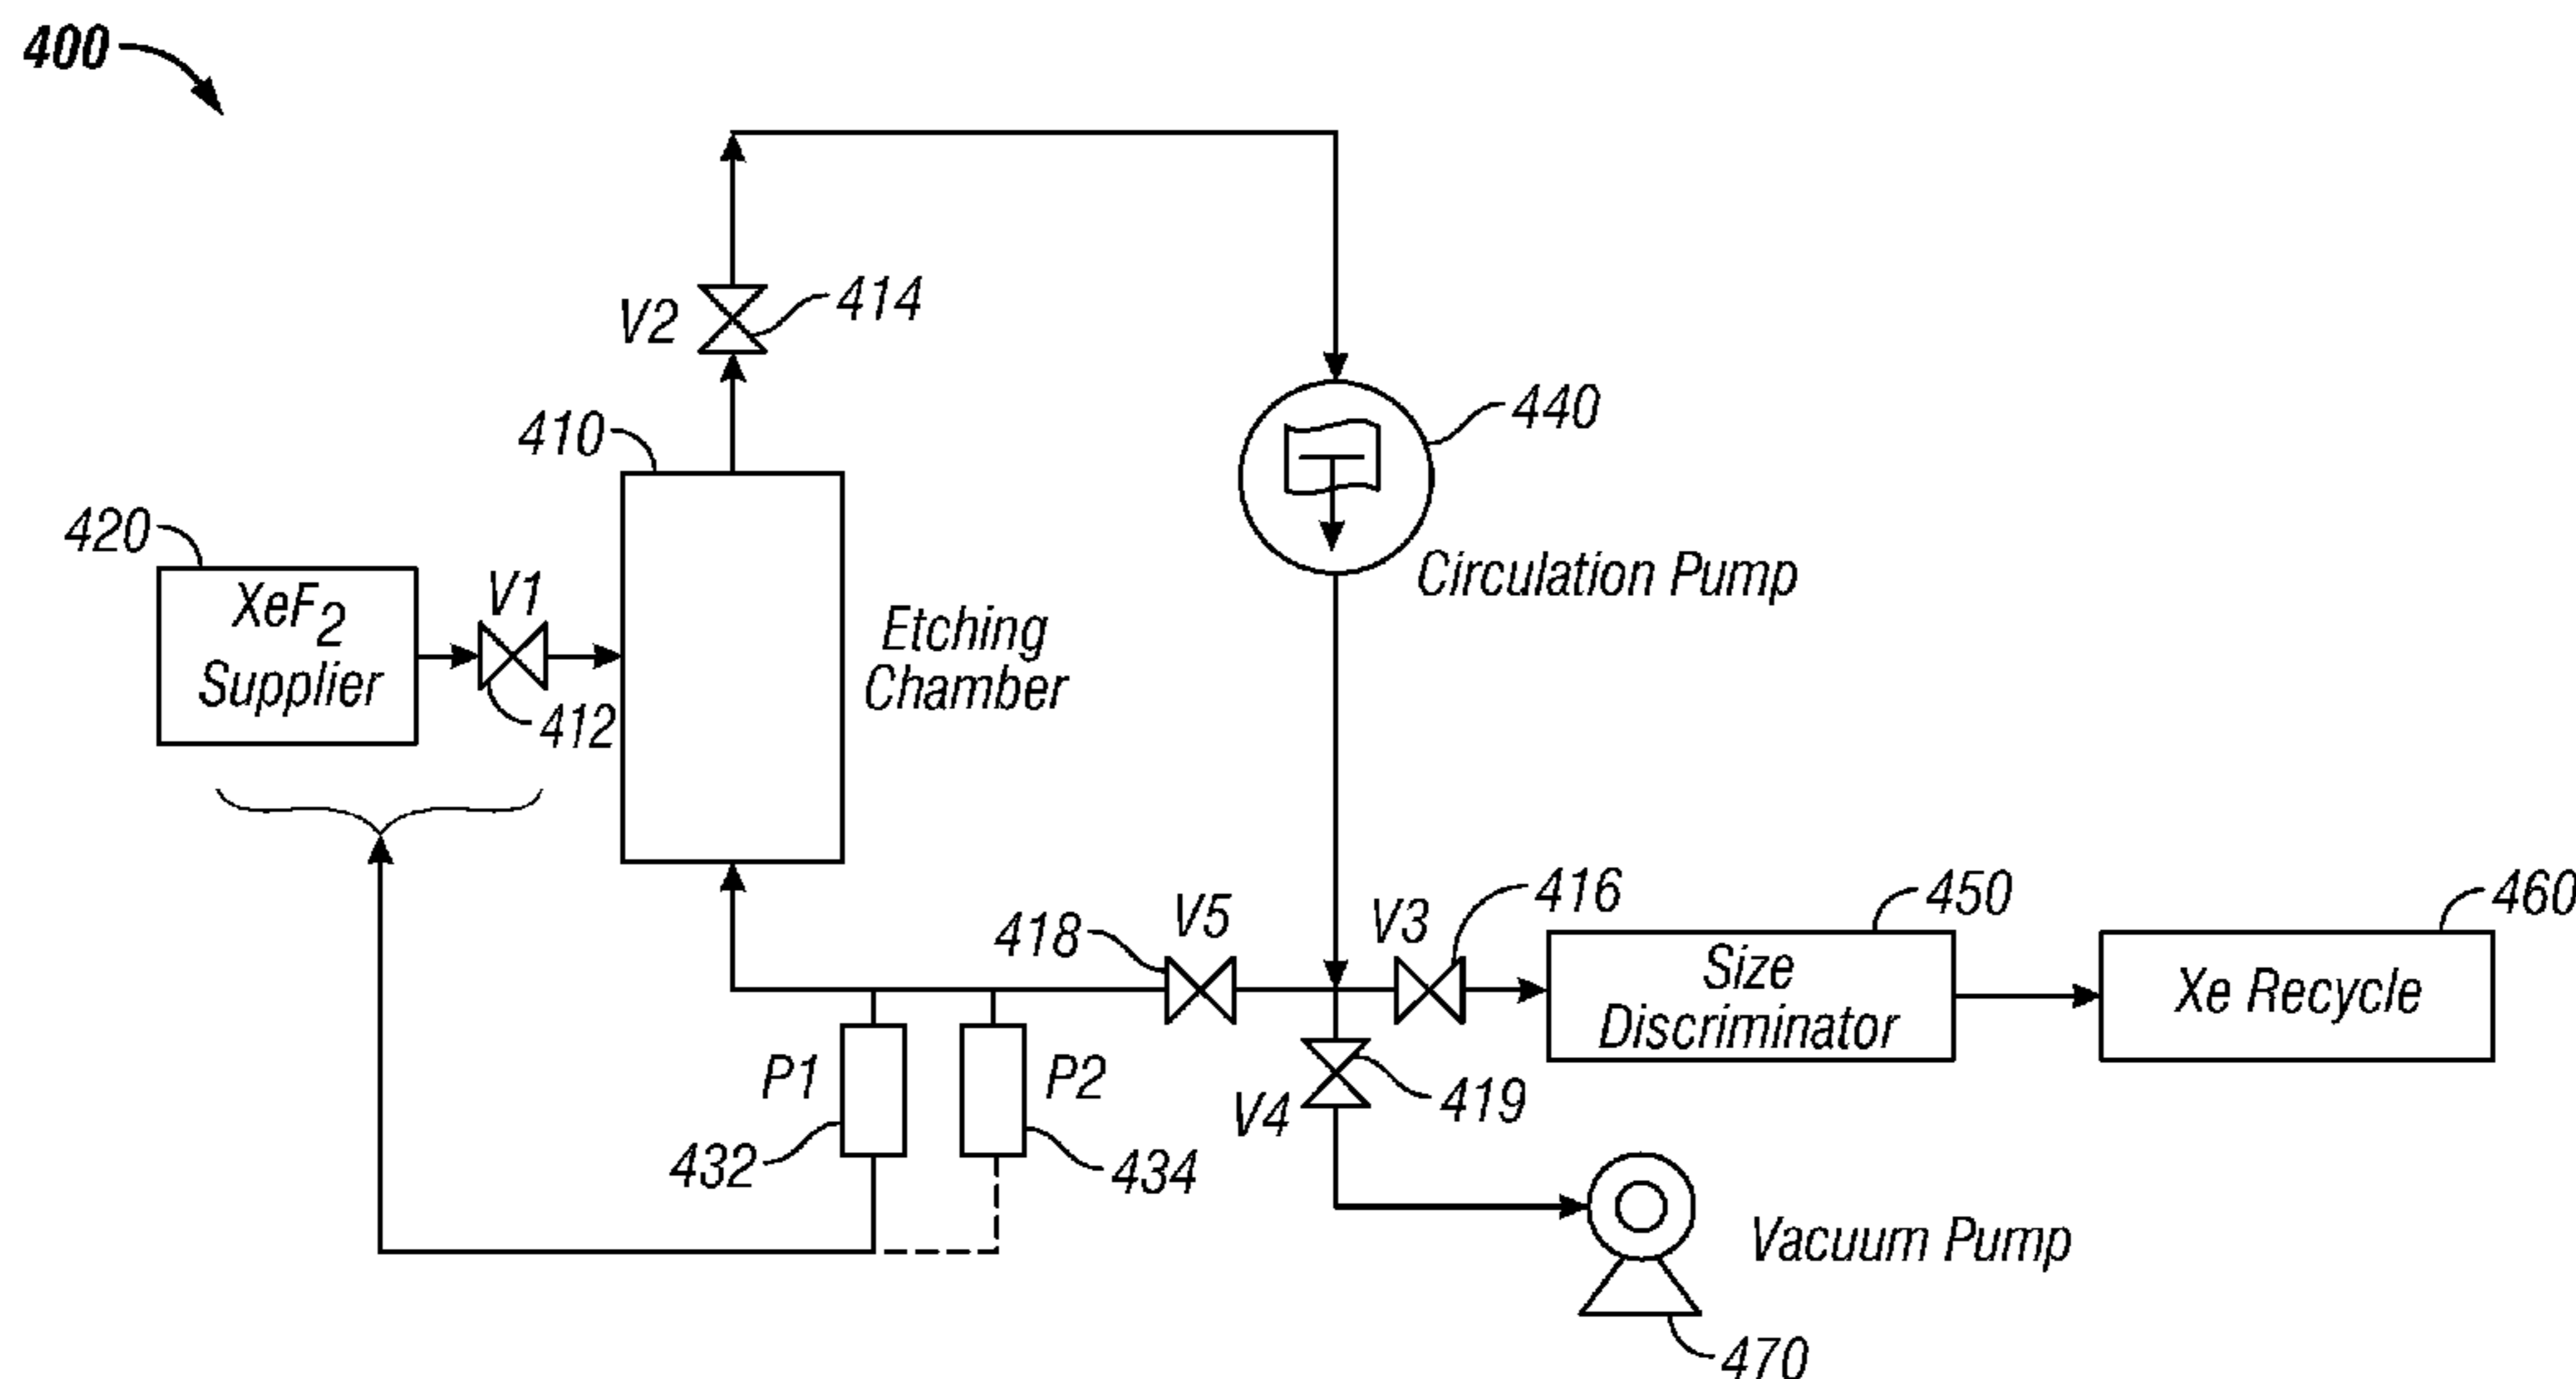 400
V2
414
410
440
420
XeF2
Supplier
V1
412
Etching
Chamber
Circulation Pump
418
V5
V3
416
450
Size
Discriminator
460
Xe Recycle
P1
432
P2
434
V4
419
Vacuum Pump
470